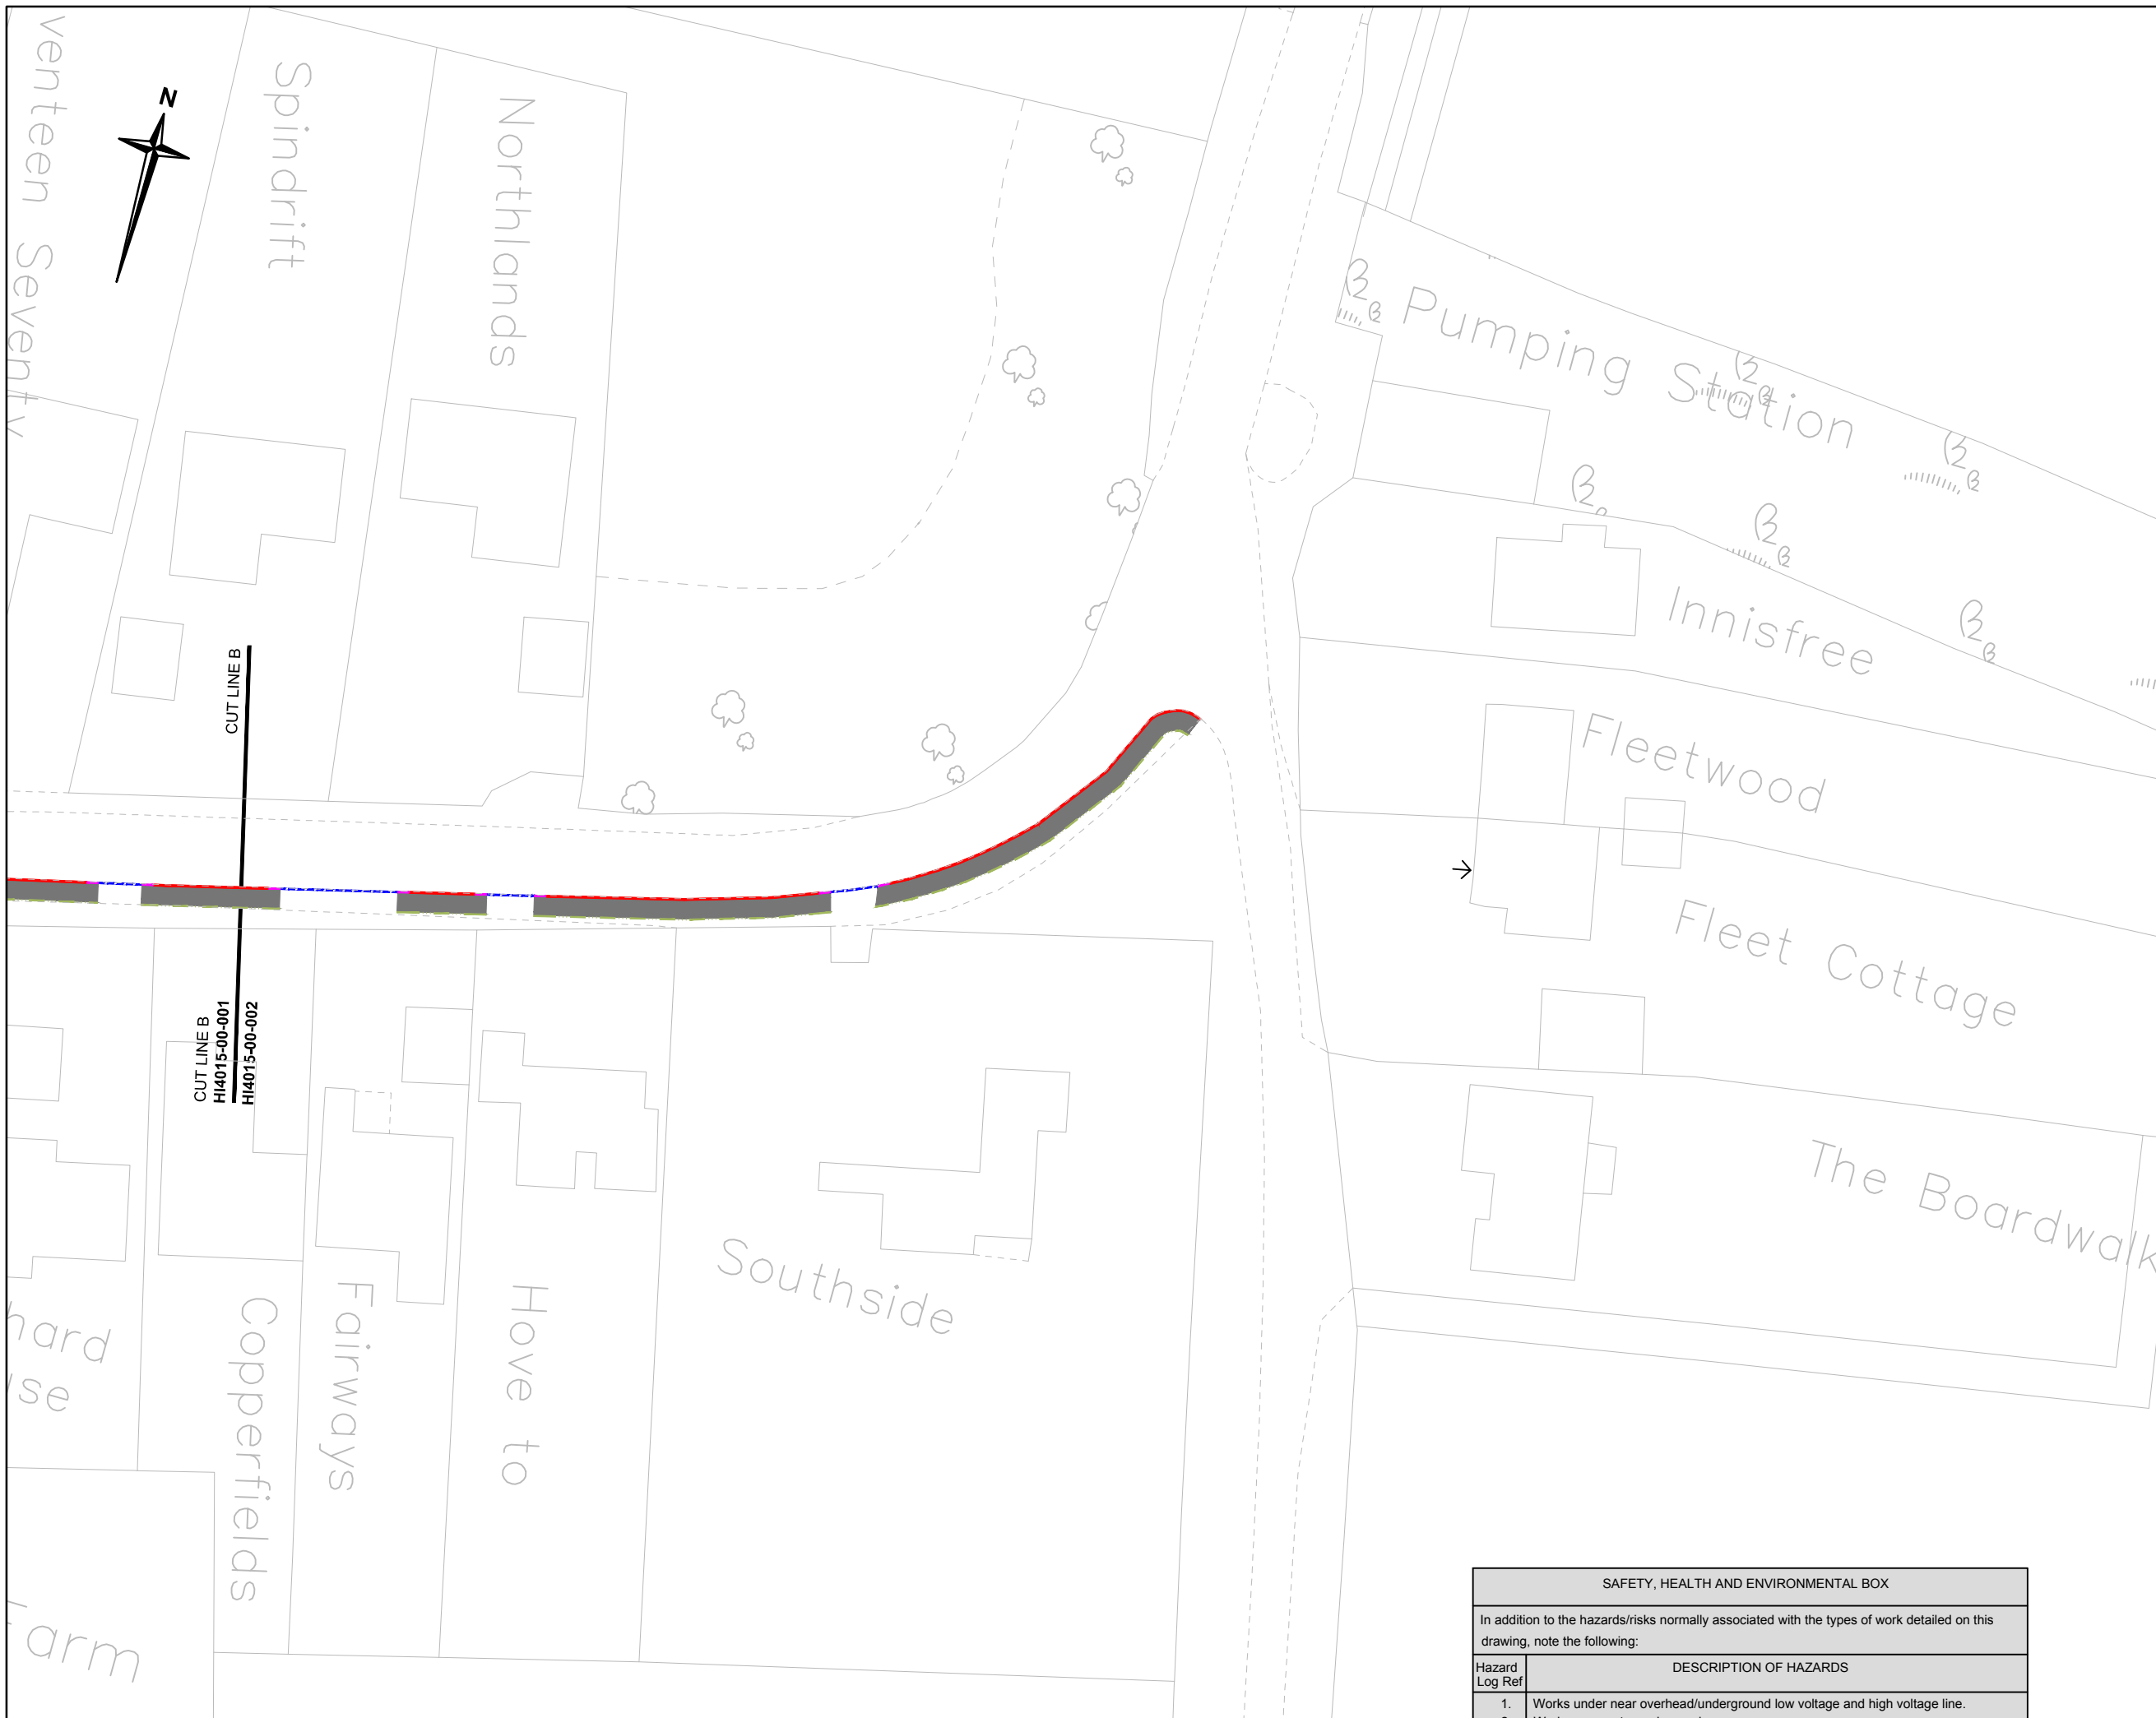 venteen Seventy
Spindrift
Northlands
N
Pumping Station
Innisfree
Fleetwood
Fleet Cottage
The Boardwalk
CUT LINE B
CUT LINE B
HI4015-00-001
HI4015-00-002
Southside
Hove to
Fairways
Copperfields
hard
se
arm
SAFETY, HEALTH AND ENVIRONMENTAL BOX
In addition to the hazards/risks normally associated with the types of work detailed on this
drawing, note the following:
Hazard
Log Ref
DESCRIPTION OF HAZARDS
1. Works under near overhead/underground low voltage and high voltage line.